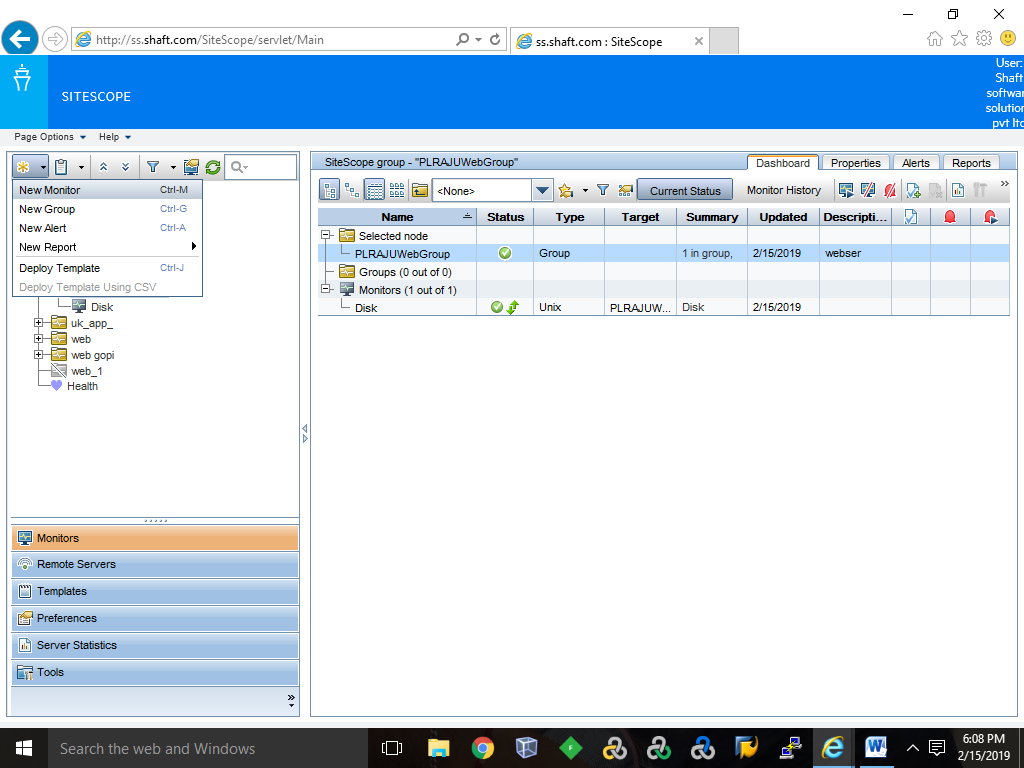 http://ss.shaft.com/SiteScope/servlet/Main
ss.shaft.com : SiteScope
SITESCOPE
User:
Shaft
softwar
solution
pvt ltd
Page Options
Help
New Monitor Ctrl-M
New Group Ctrl-G
New Alert Ctrl-A
New Report
Deploy Template Ctrl-J
Deploy Template Using CSV
Disk
uk_app_
web
web gopi
web_1
Health
Monitors
Remote Servers
Templates
Preferences
Server Statistics
Tools
SiteScope group - "PLRAJUWebGroup"
Dashboard Properties Alerts Reports
<None> Current Status Monitor History
Name Status Type Target Summary Updated Descripti...
Selected node
PLRAJUWebGroup Group 1 in group, 2/15/2019 webser
Groups (0 out of 0)
Monitors (1 out of 1)
Disk Unix PLRAJUW... Disk 2/15/2019
Search the web and Windows
6:08 PM
2/15/2019